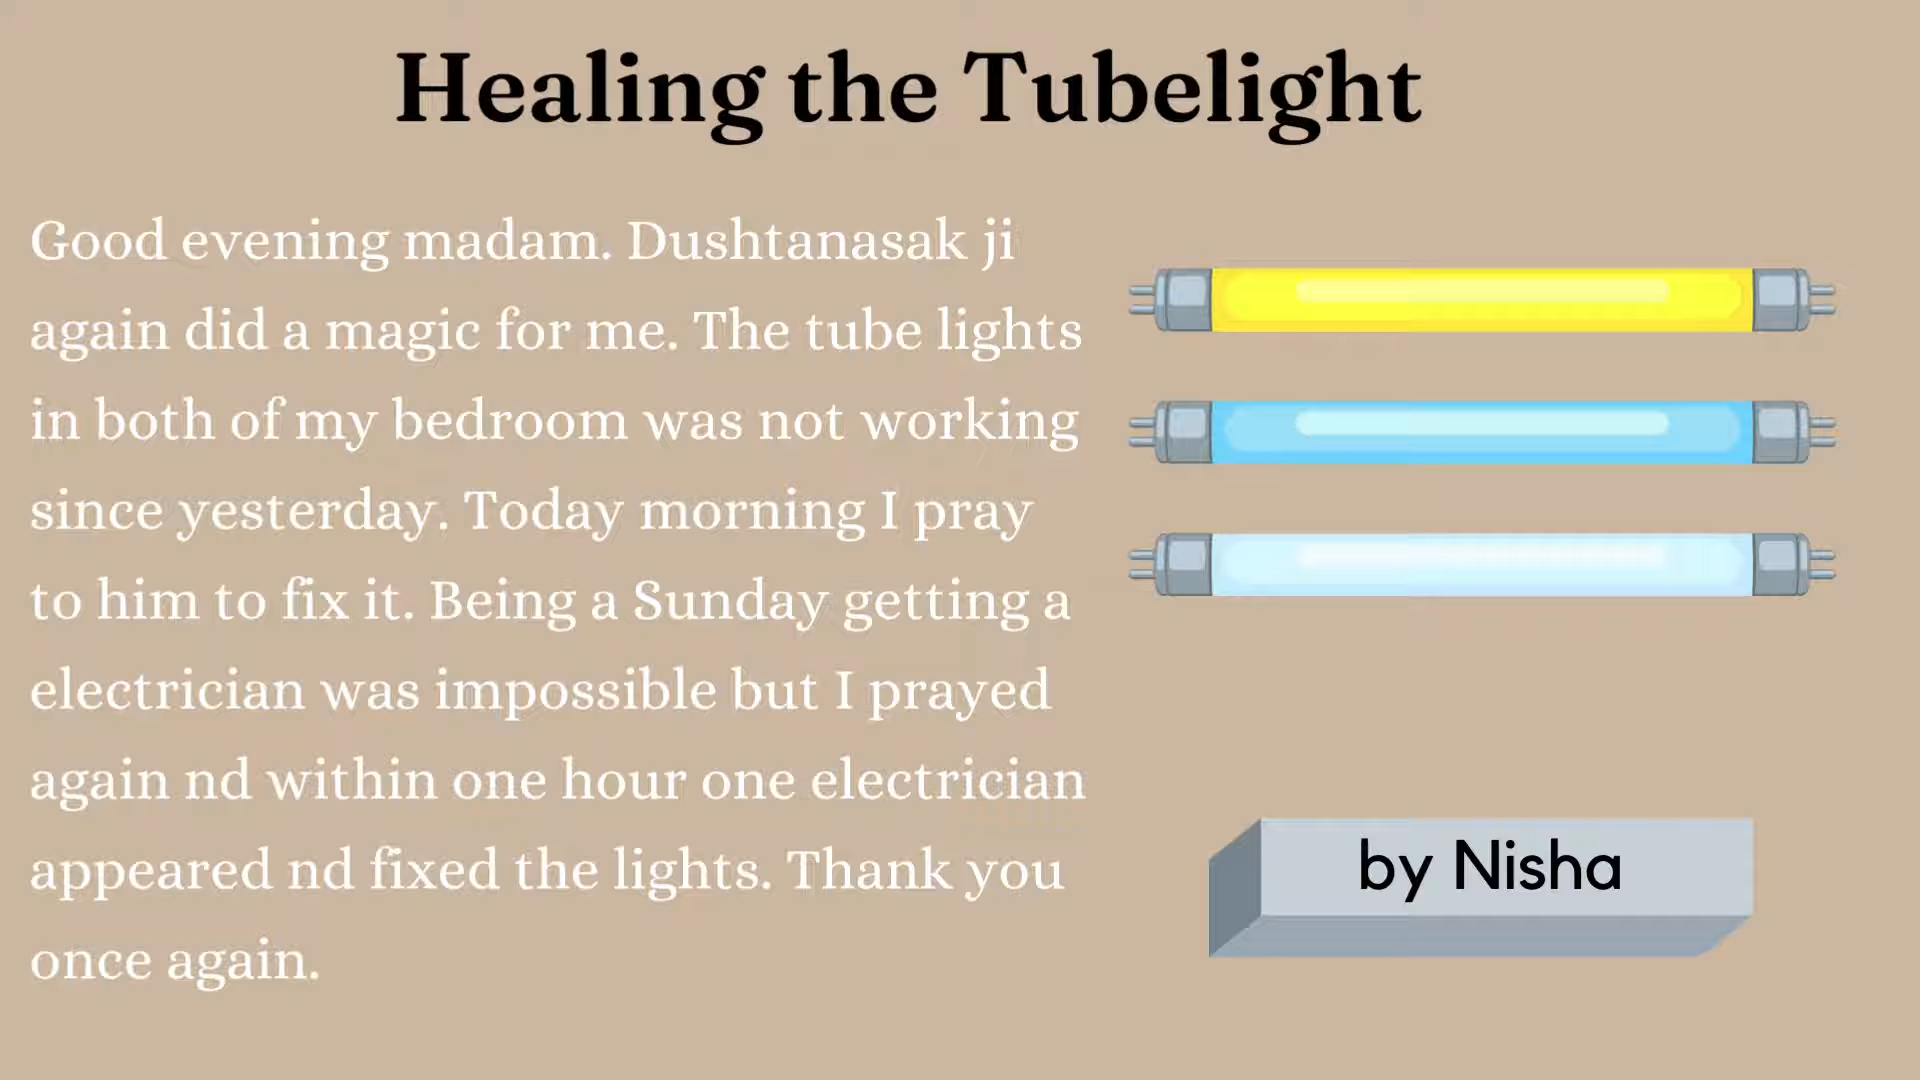 Healing the Tubelight
Good evening madam. Dushtanasak ji
again did a magic for me. The tube lights
in both of my bedroom was not working
since yesterday. Today morning I pray
to him to fix it. Being a Sunday getting a
electrician was impossible but I prayed
again nd within one hour one electrician
appeared nd fixed the lights. Thank you
once again.
by Nisha